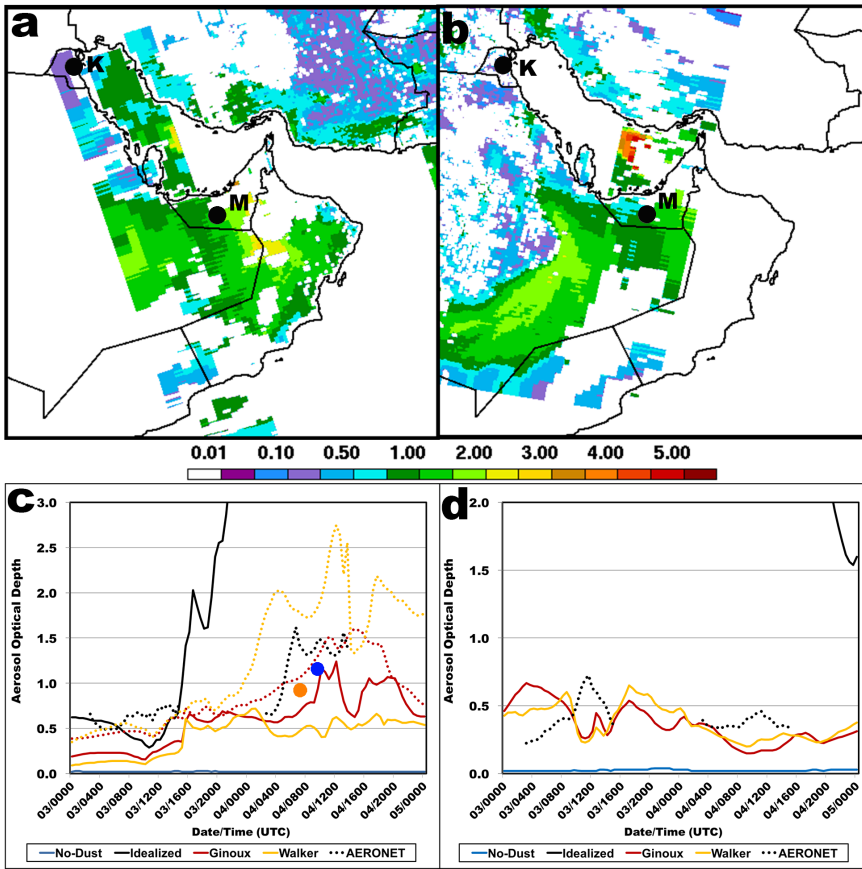 a
K
M
b
K
M
0.01 0.10 0.50 1.00 2.00 3.00 4.00 5.00
c
Aerosol Optical Depth
3.0
2.5
2.0
1.5
1.0
0.5
0.0
03/0000 03/0400 03/0800 03/1200 03/1600 03/2000 04/0000 04/0400 04/0800 04/1200 04/1600 04/2000 05/0000
Date/Time (UTC)
No-Dust Idealized Ginoux Walker AERONET
d
Aerosol Optical Depth
2.0
1.5
1.0
0.5
0.0
03/0000 03/0400 03/0800 03/1200 03/1600 03/2000 04/0000 04/0400 04/0800 04/1200 04/1600 04/2000 05/0000
Date/Time (UTC)
No-Dust Idealized Ginoux Walker AERONET